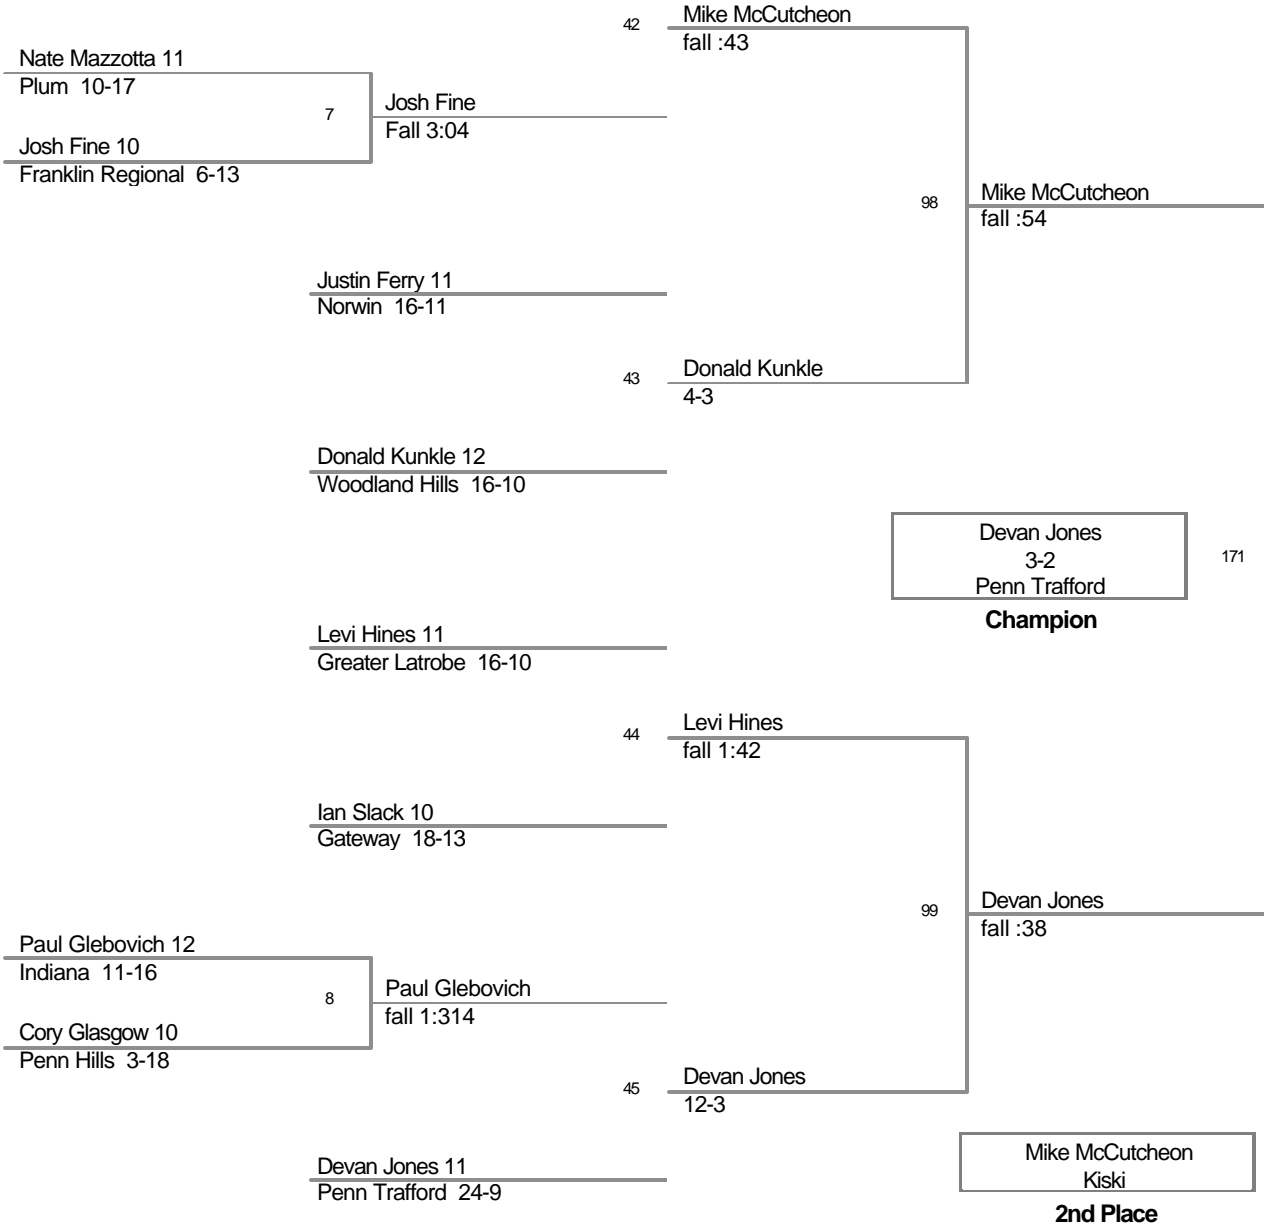 42
Mike McCutcheon
fall :43
Nate Mazzotta 11
Plum 10-17
7
Josh Fine
Fall 3:04
Josh Fine 10
Franklin Regional 6-13
98
Mike McCutcheon
fall :54
Justin Ferry 11
Norwin 16-11
43
Donald Kunkle
4-3
Donald Kunkle 12
Woodland Hills 16-10
Devan Jones
3-2
Penn Trafford
171
Champion
Levi Hines 11
Greater Latrobe 16-10
44
Levi Hines
fall 1:42
Ian Slack 10
Gateway 18-13
99
Devan Jones
fall :38
Paul Glebovich 12
Indiana 11-16
8
Paul Glebovich
fall 1:314
Cory Glasgow 10
Penn Hills 3-18
45
Devan Jones
12-3
Devan Jones 11
Penn Trafford 24-9
Mike McCutcheon
Kiski
2nd Place